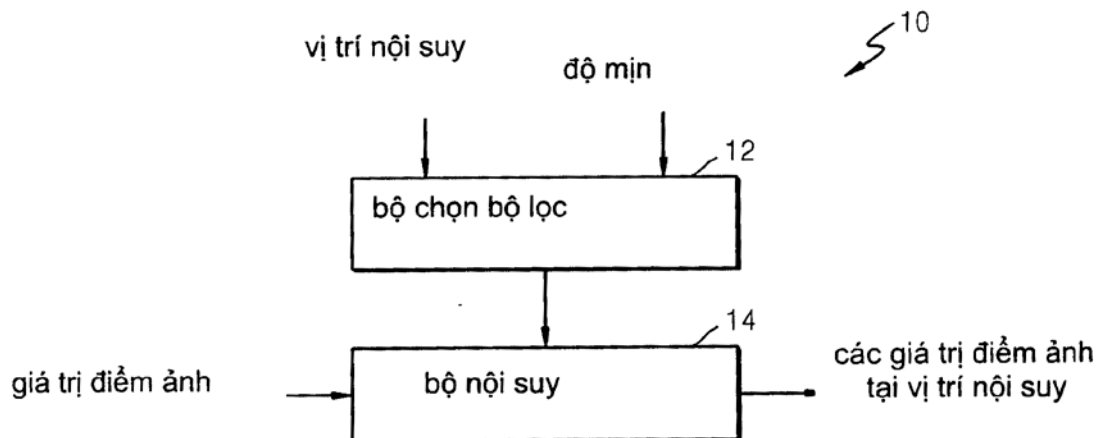 10
vị trí nội suy
độ mịn
12
bộ chọn bộ lọc
14
giá trị điểm ảnh
bộ nội suy
các giá trị điểm ảnh
tại vị trí nội suy